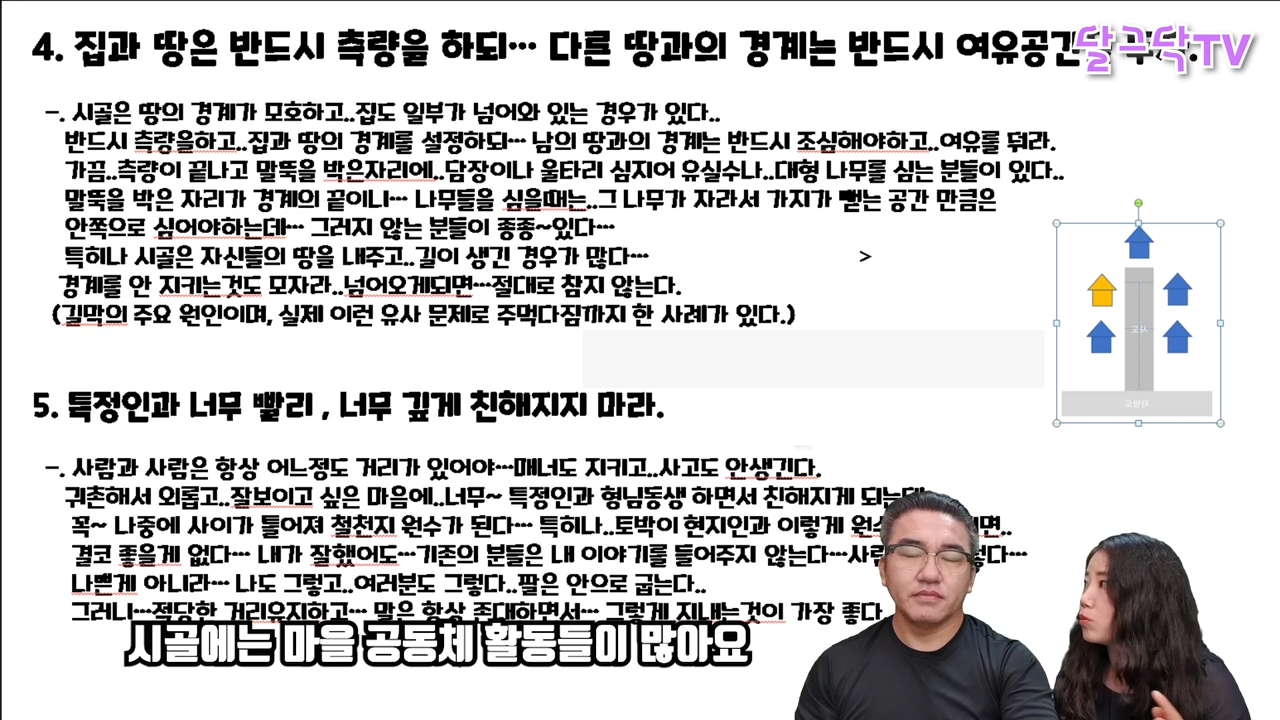 4. 집과 땅은 반드시 측량을 하되… 다른 땅과의 경계는 반드시 여유공간
달구닥TV
-. 시골은 땅의 경계가 모호하고..집도 일부가 넘어와 있는 경우가 있다..
반드시 측량을하고..집과 땅의 경계를 설정하되… 남의 땅과의 경계는 반드시 조심해야하고..여유를 둬라.
가끔..측량이 끝나고 말뚝을 박은자리에..담장이나 울타리 심지어 유실수나..대형 나무를 심는 분들이 있다..
말뚝을 박은 자리가 경계의 끝이니… 나무들을 심을때는..그 나무가 자라서 가지가 뻗는 공간 만큼은
안쪽으로 심어야하는데… 그러지 않는 분들이 종종~있다…
특히나 시골은 자신들의 땅을 내주고..길이 생긴 경우가 많다…
>
경계를 안 지키는것도 모자라..넘어오게되면…절대로 참지 않는다.
(길막의 주요 원인이며, 실제 이런 유사 문제로 주먹다짐까지 한 사례가 있다.)
사도
지방도
5. 특정인과 너무 빨리 , 너무 깊게 친해지지 마라.
-. 사람과 사람은 항상 어느정도 거리가 있어야…매너도 지키고..사고도 안생긴다.
귀촌해서 외롭고..잘보이고 싶은 마음에..너무~ 특정인과 형님동생 하면서 친해지게 되는데
꼭~ 나중에 사이가 틀어져 철천지 원수가 된다… 특히나..토박이 현지인과 이렇게
결코 좋을게 없다… 내가 잘했어도…기존의 분들은 내 이야기를 들어주지 않는다…
나쁜게 아니라… 나도 그렇고..여러분도 그렇다..팔은 안으로 굽는다..
그러니…적당한 거리유지하고… 말은 항상 존대하면서… 그렇게 지내는것이 가장 좋다
시골에는 마을 공동체 활동들이 많아요